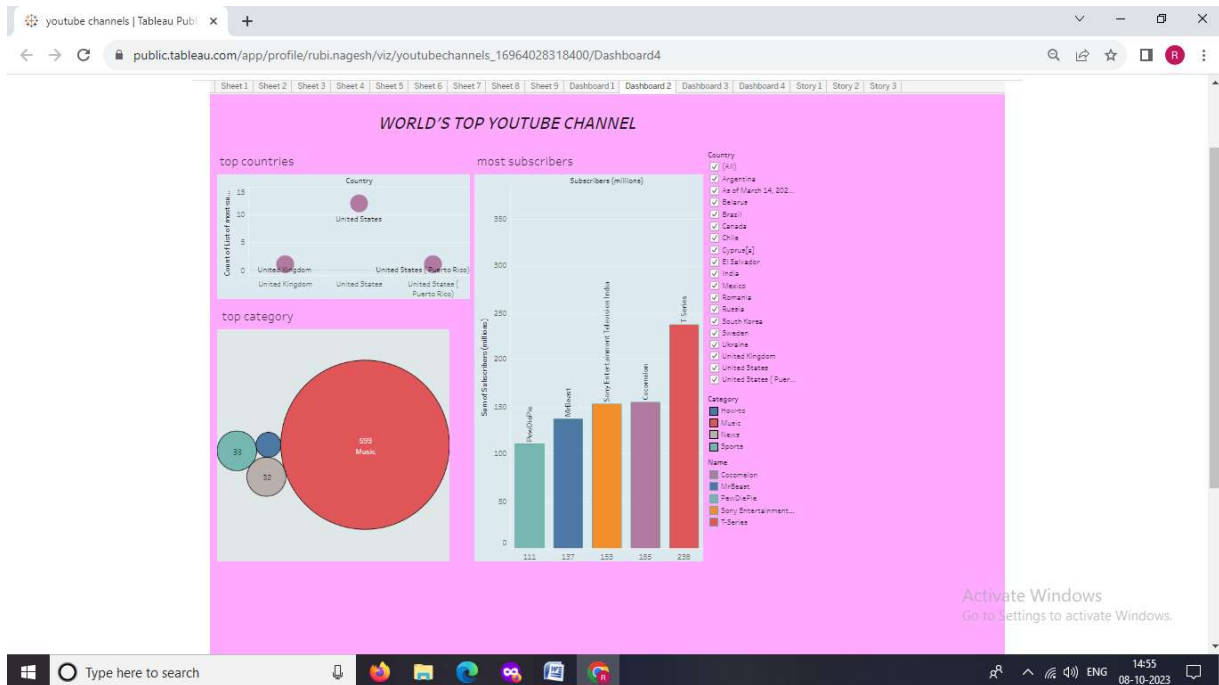 youtube channels | Tableau Publ
public.tableau.com/app/profile/rubi.nagesh/viz/youtubechannels_16964028318400/Dashboard4
R
Sheet 1 Sheet 2 Sheet 3 Sheet 4 Sheet 5 Sheet 6 Sheet 7 Sheet 8 Sheet 9 Dashboard 1 Dashboard 2 Dashboard 3 Dashboard 4 Story 1 Story 2 Story 3
WORLD'S TOP YOUTUBE CHANNEL
top countries
Country
Count of List of most-su...
15
10
5
0
United States
United Kingdom
United States ( Puerto Rico)
United Kingdom
United States
United States (
Puerto Rico)
top category
33
32
599
Music
most subscribers
Subscribers (millions)
Sum of Subscribers (millions)
350
300
250
200
150
100
50
0
PewDiePie
MrBeast
Sony Entertainment Television India
Cocomelon
T-Series
111
137
153
155
238
Country
(All)
Argentina
As of March 14, 202...
Belarus
Brazil
Canada
Chile
Cyprus[a]
El Salvador
India
Mexico
Romania
Russia
South Korea
Sweden
Ukraine
United Kingdom
United States
United States ( Puer...
Category
How-to
Music
News
Sports
Name
Cocomelon
MrBeast
PewDiePie
Sony Entertainment...
T-Series
Activate Windows
Go to Settings to activate Windows.
Type here to search
R
ENG
14:55
08-10-2023